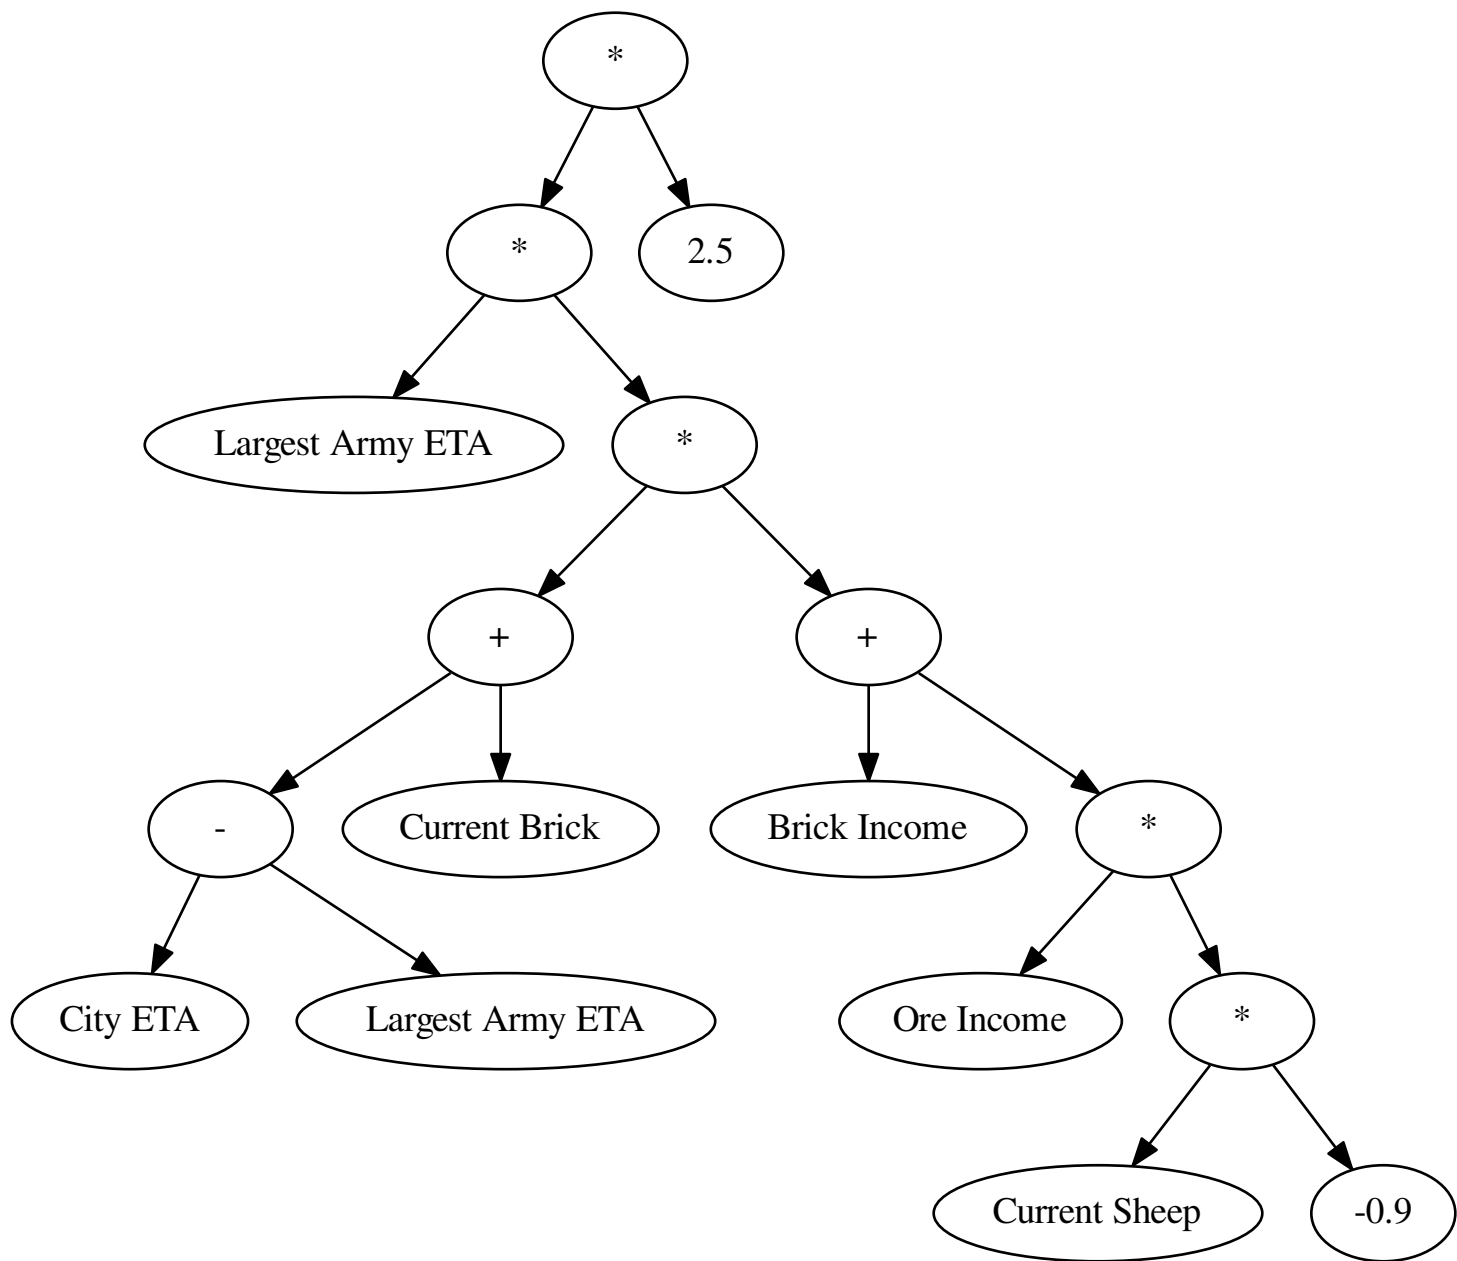 *
*
2.5
Largest Army ETA
*
+
+
-
Current Brick
Brick Income
*
City ETA
Largest Army ETA
Ore Income
*
Current Sheep
-0.9